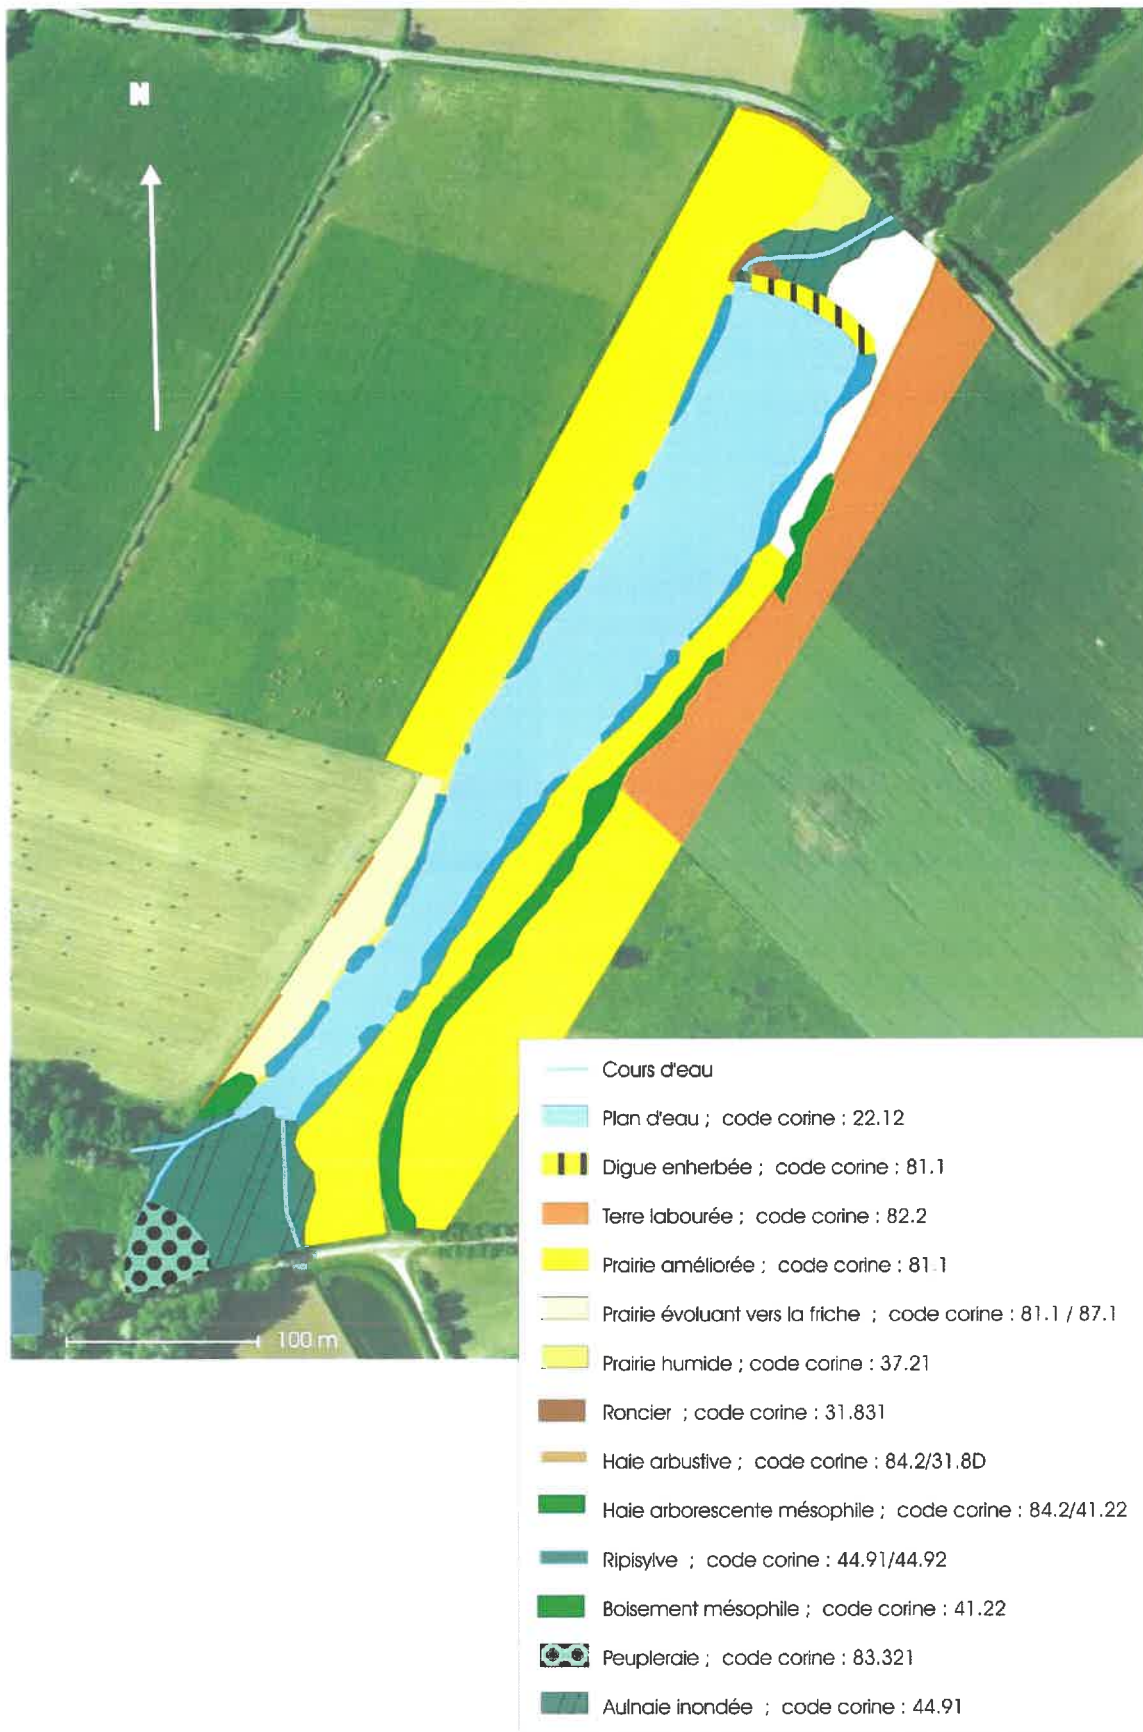 N
100 m
Cours d'eau
Plan d'eau ; code corine : 22.12
Digue enherbée ; code corine : 81.1
Terre labourée ; code corine : 82.2
Prairie améliorée ; code corine : 81.1
Prairie évoluant vers la friche ; code corine : 81.1 / 87.1
Prairie humide ; code corine : 37.21
Roncier ; code corine : 31.831
Haie arbustive ; code corine : 84.2/31.8D
Haie arborescente mésophile ; code corine : 84.2/41.22
Ripisylve ; code corine : 44.91/44.92
Boisement mésophile ; code corine : 41.22
Peupleraie ; code corine : 83.321
Aulnaie inondée ; code corine : 44.91